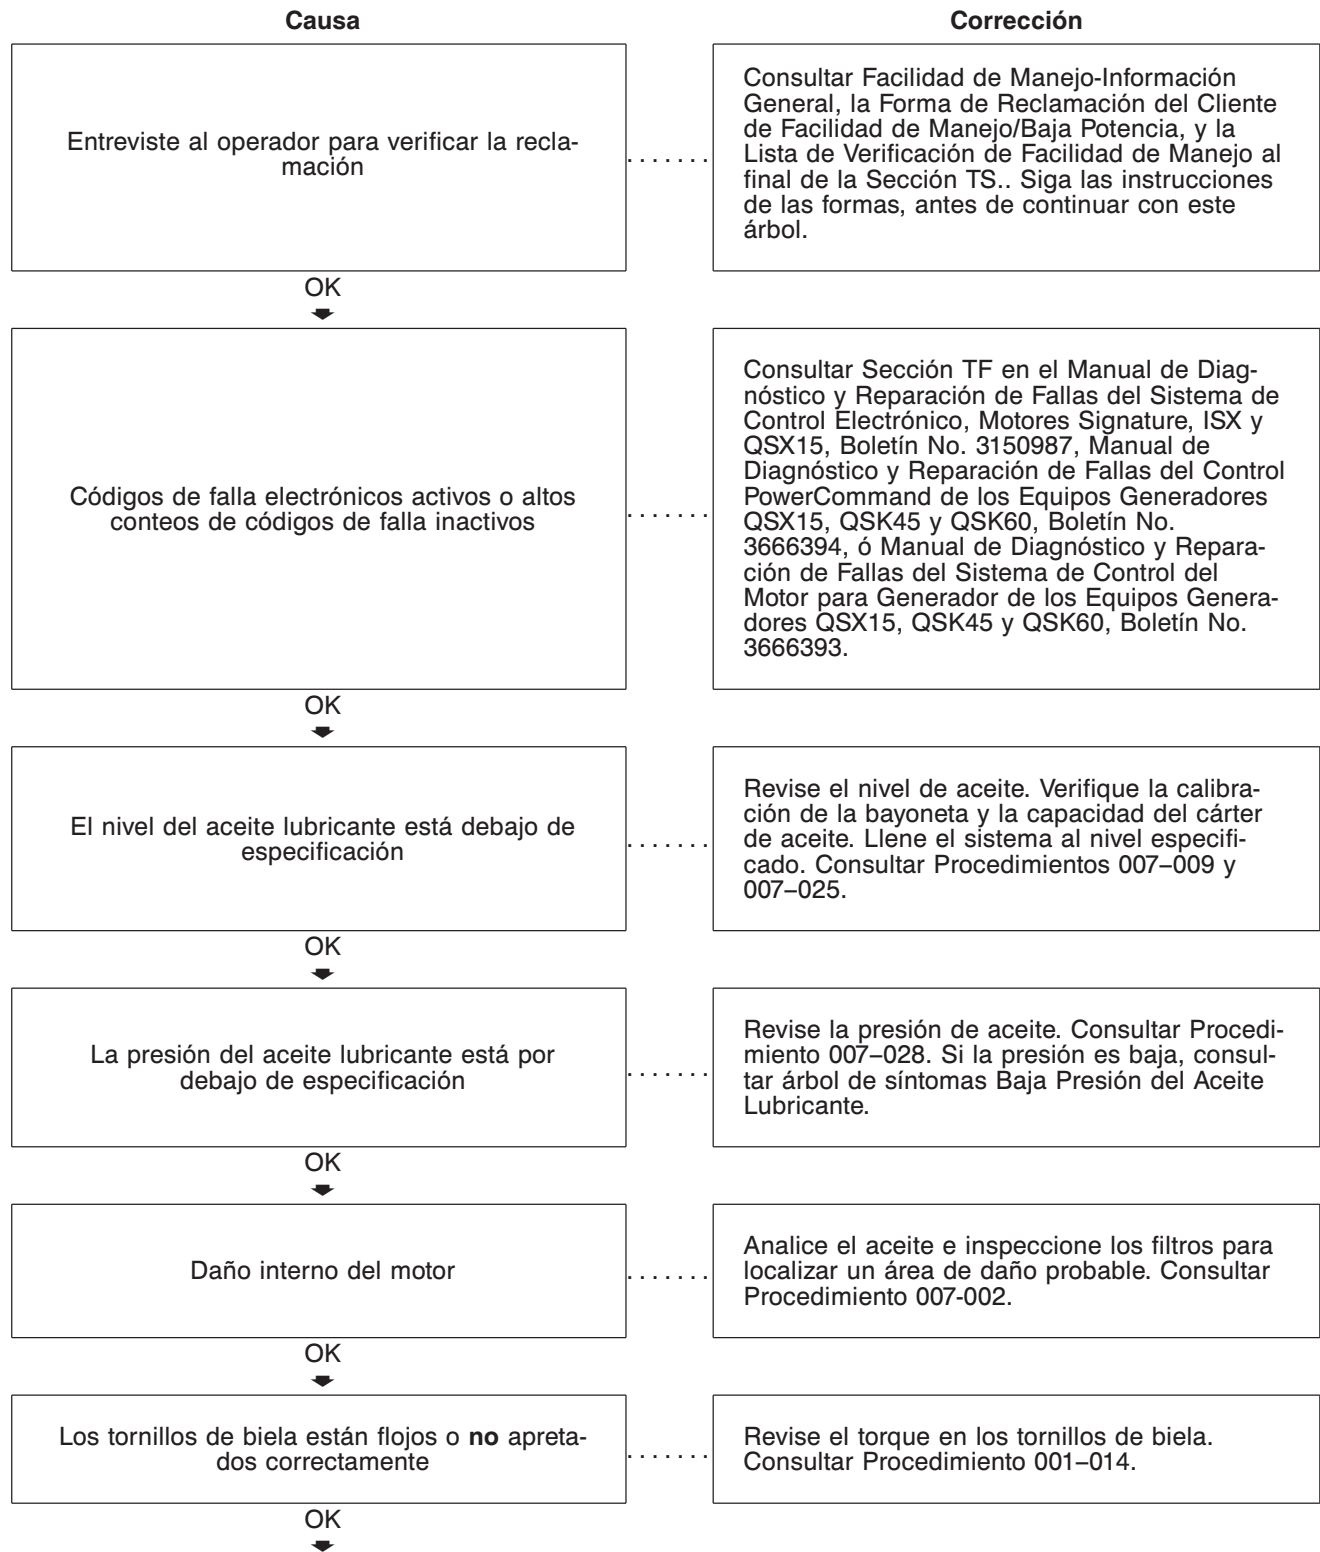 Causa
Corrección
Entreviste al operador para verificar la recla-
mación
. . . . . . .
Consultar Facilidad de Manejo-Información
General, la Forma de Reclamación del Cliente
de Facilidad de Manejo/Baja Potencia, y la
Lista de Verificación de Facilidad de Manejo al
final de la Sección TS.. Siga las instrucciones
de las formas, antes de continuar con este
árbol.
OK
Códigos de falla electrónicos activos o altos
conteos de códigos de falla inactivos
. . . . . . .
Consultar Sección TF en el Manual de Diag-
nóstico y Reparación de Fallas del Sistema de
Control Electrónico, Motores Signature, ISX y
QSX15, Boletín No. 3150987, Manual de
Diagnóstico y Reparación de Fallas del Control
PowerCommand de los Equipos Generadores
QSX15, QSK45 y QSK60, Boletín No.
3666394, ó Manual de Diagnóstico y Repara-
ción de Fallas del Sistema de Control del
Motor para Generador de los Equipos Genera-
dores QSX15, QSK45 y QSK60, Boletín No.
3666393.
OK
El nivel del aceite lubricante está debajo de
especificación
. . . . . . .
Revise el nivel de aceite. Verifique la calibra-
ción de la bayoneta y la capacidad del cárter
de aceite. Llene el sistema al nivel especifi-
cado. Consultar Procedimientos 007–009 y
007–025.
OK
La presión del aceite lubricante está por
debajo de especificación
. . . . . . .
Revise la presión de aceite. Consultar Procedi-
miento 007–028. Si la presión es baja, consul-
tar árbol de síntomas Baja Presión del Aceite
Lubricante.
OK
Daño interno del motor
. . . . . . .
Analice el aceite e inspeccione los filtros para
localizar un área de daño probable. Consultar
Procedimiento 007-002.
OK
Los tornillos de biela están flojos o no apreta-
dos correctamente
. . . . . . .
Revise el torque en los tornillos de biela.
Consultar Procedimiento 001–014.
OK